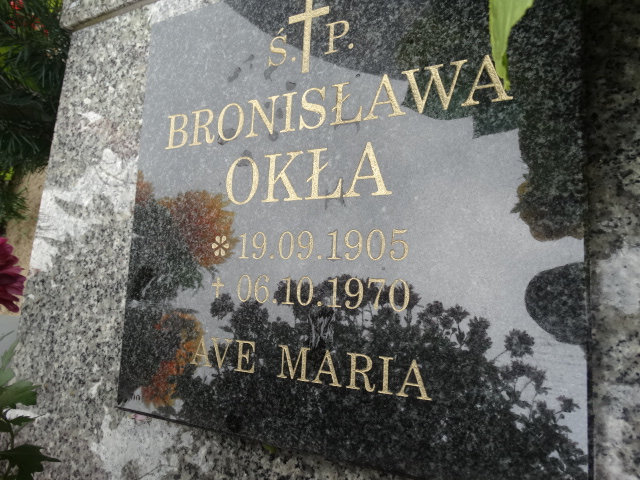 Ś. P.
BRONISŁAWA
OKŁA
* 19.09.1905
† 06.10.1970
AVE MARIA